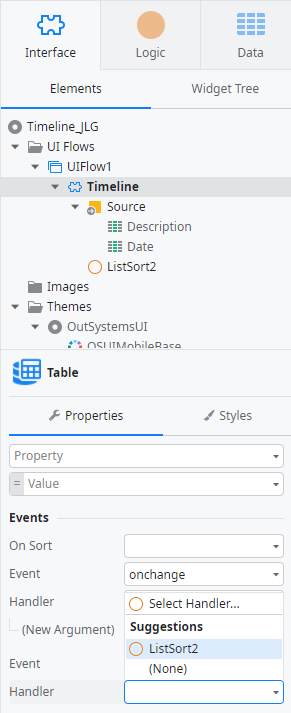 Interface
Logic
Data
Elements
Widget Tree
Timeline_JLG
UI Flows
UIFlow1
Timeline
Source
Description
Date
ListSort2
Images
Themes
OutSystemsUI
OSUIMobileBase
Table
Properties
Styles
Property
= Value
Events
On Sort
Event onchange
Handler
Select Handler...
(New Argument)
Suggestions
ListSort2
Event
(None)
Handler